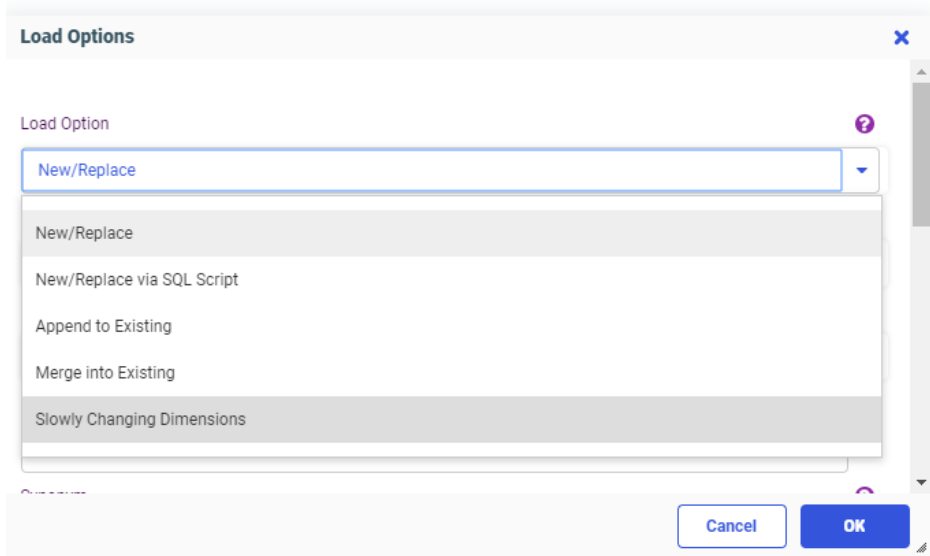 Load Options
Load Option
New/Replace
New/Replace
New/Replace via SQL Script
Append to Existing
Merge into Existing
Slowly Changing Dimensions
Cancel
OK